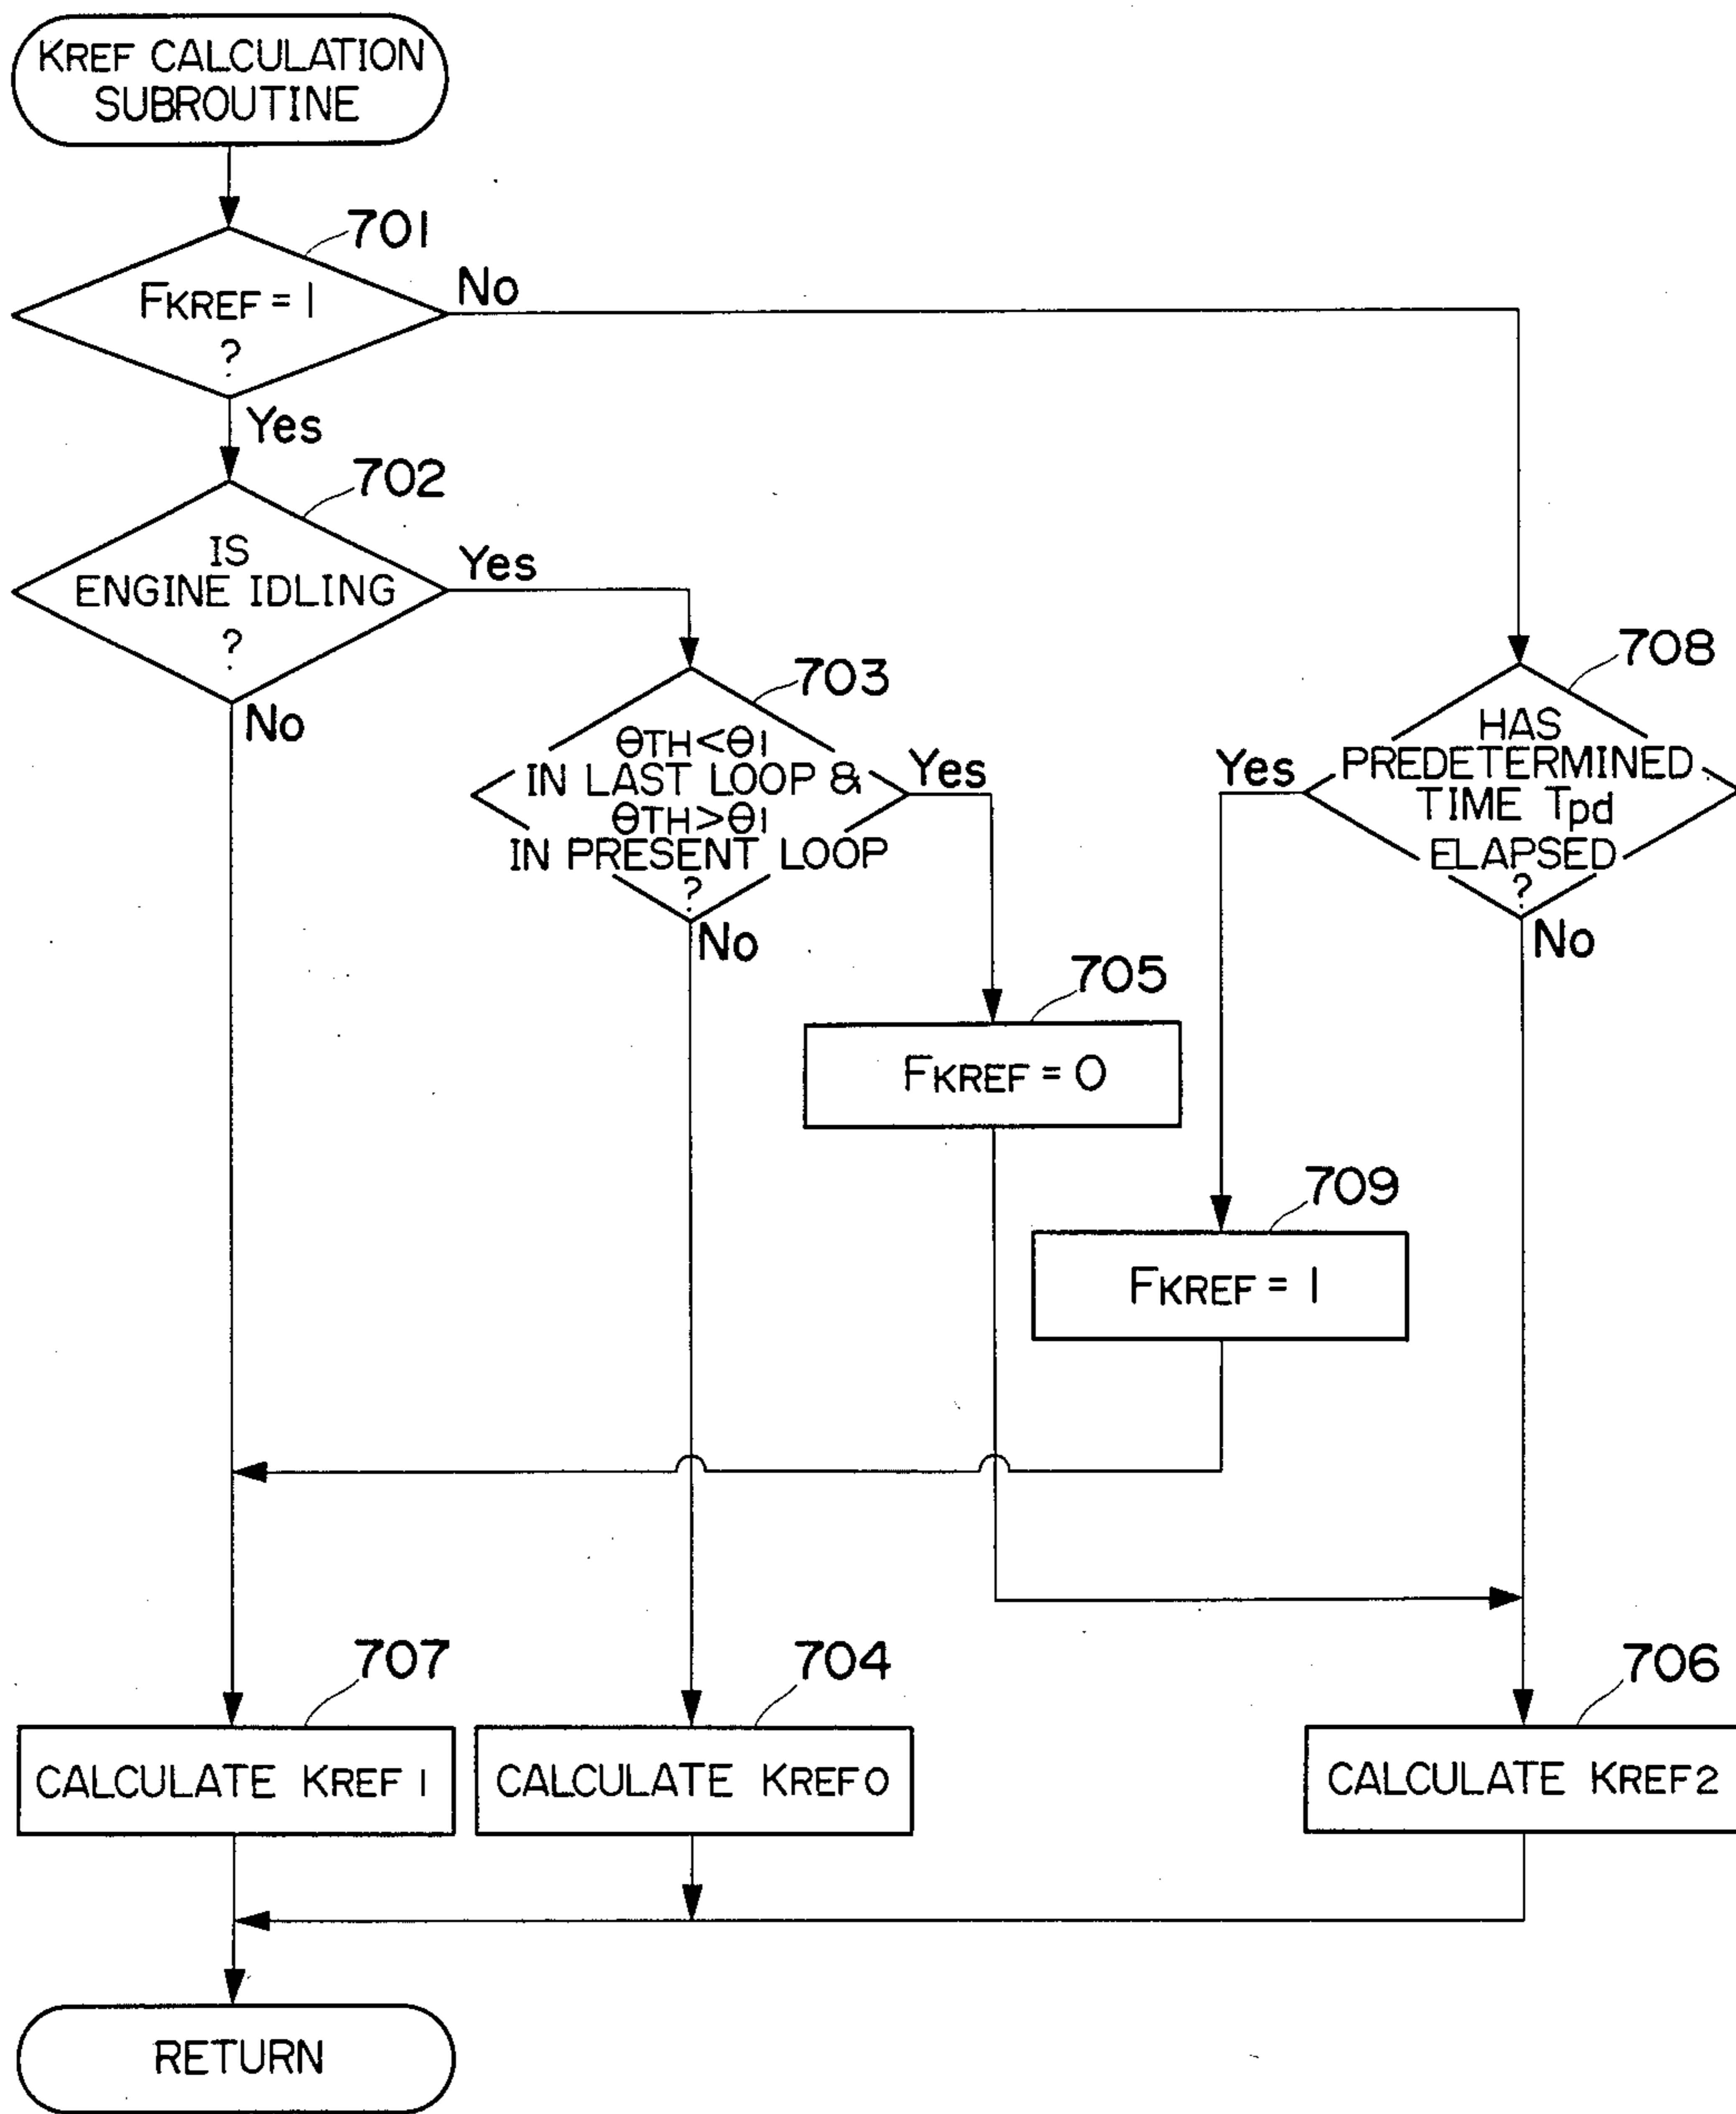 KREF CALCULATION
SUBROUTINE
701
FKREF = 1
?
No
Yes
702
IS
ENGINE IDLING
?
Yes
No
703
θTH<θ1
IN LAST LOOP &
θTH>θ1
IN PRESENT LOOP
?
Yes
No
708
HAS
PREDETERMINED
TIME Tpd
ELAPSED
?
Yes
No
705
FKREF = 0
709
FKREF = 1
707
CALCULATE KREF1
704
CALCULATE KREF0
706
CALCULATE KREF2
RETURN